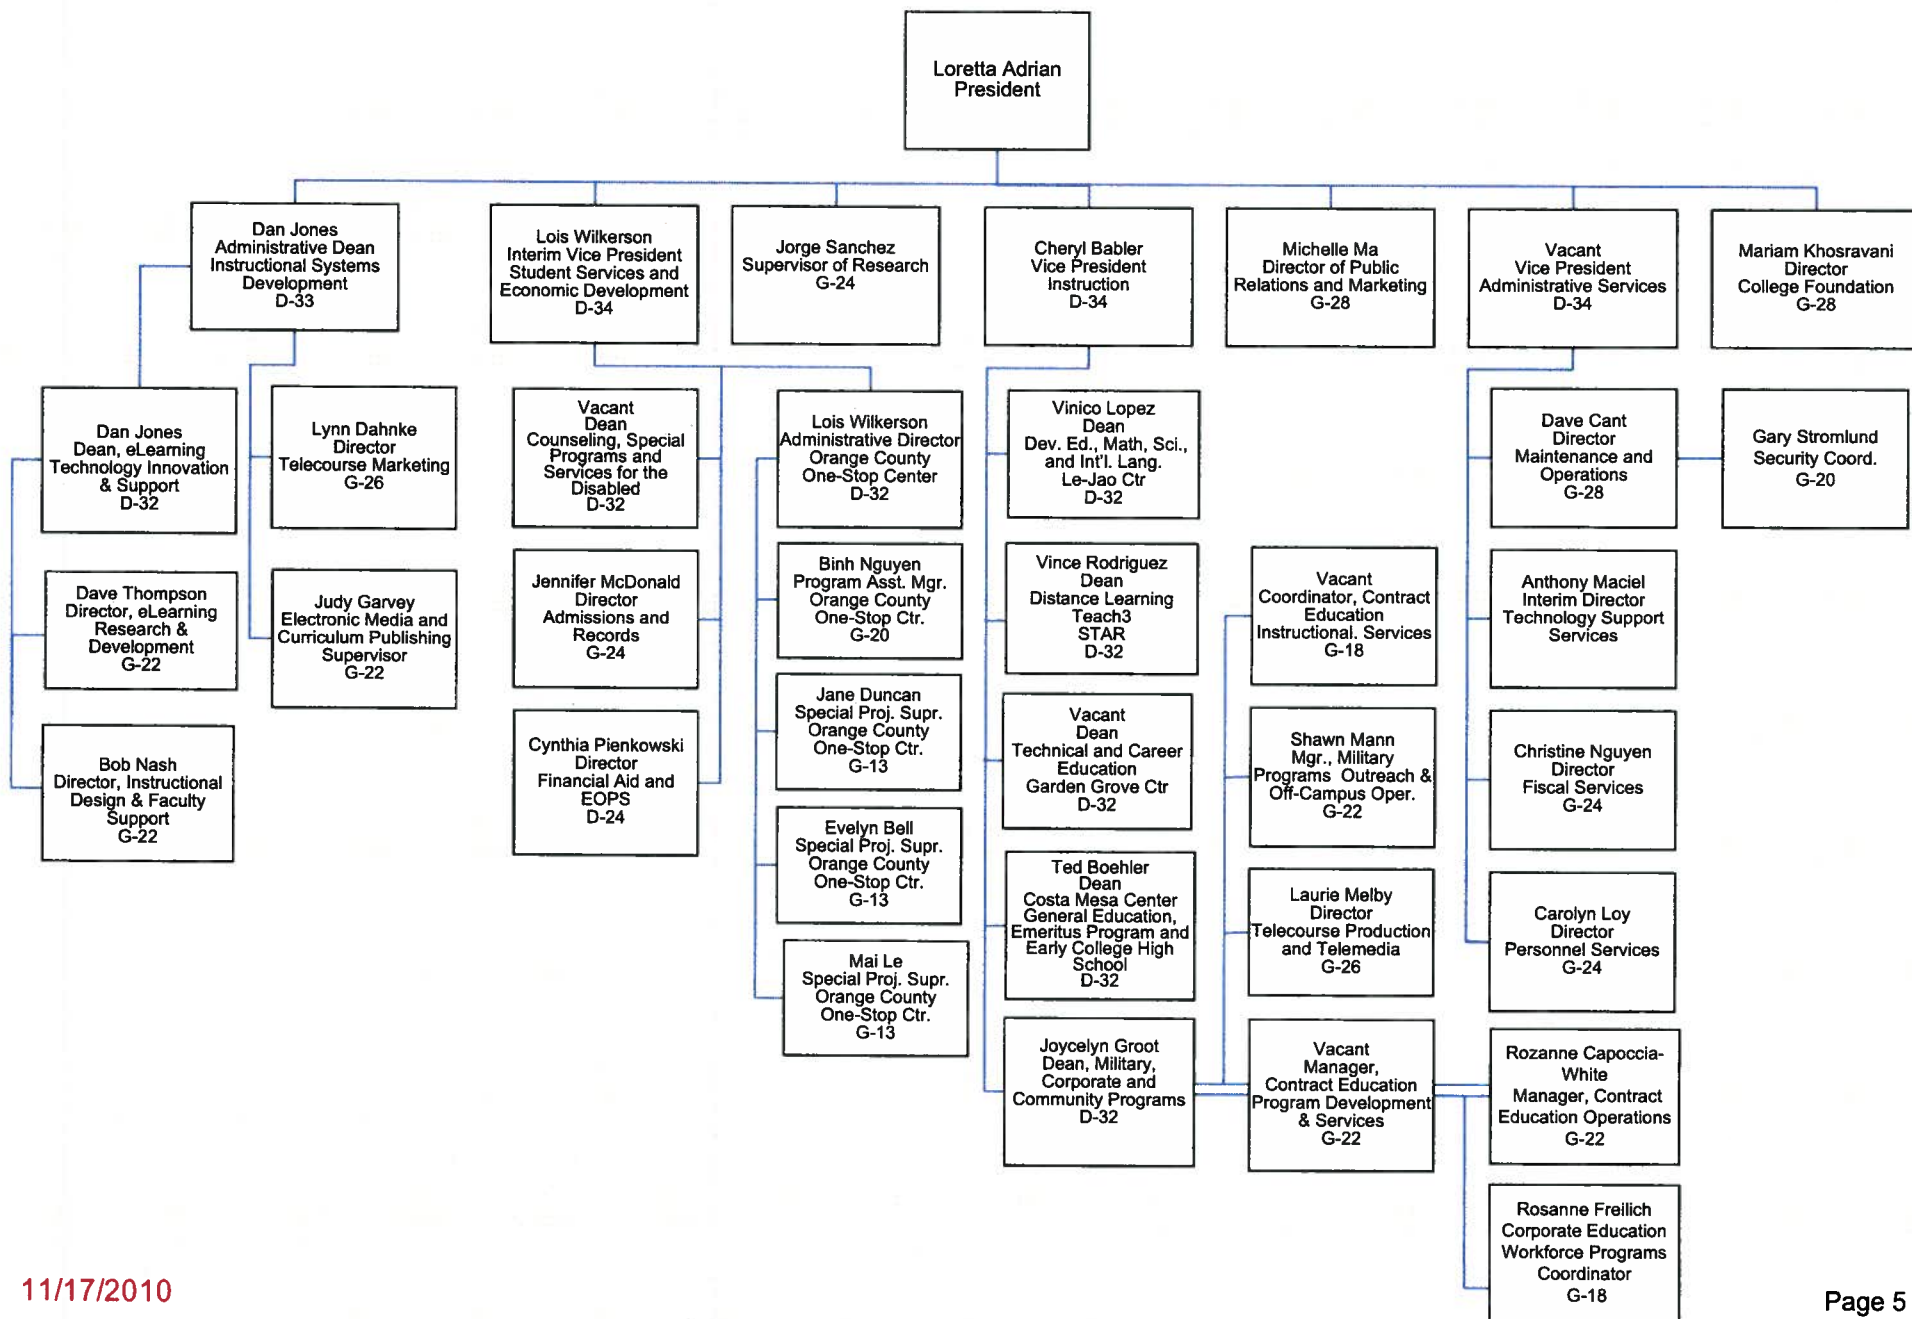 Loretta Adrian
President
Dan Jones
Administrative Dean
Instructional Systems
Development
D-33
Lois Wilkerson
Interim Vice President
Student Services and
Economic Development
D-34
Jorge Sanchez
Supervisor of Research
G-24
Cheryl Babler
Vice President
Instruction
D-34
Michelle Ma
Director of Public
Relations and Marketing
G-28
Vacant
Vice President
Administrative Services
D-34
Mariam Khosravani
Director
College Foundation
G-28
Dan Jones
Dean, eLearning
Technology Innovation
& Support
D-32
Dave Thompson
Director, eLearning
Research &
Development
G-22
Bob Nash
Director, Instructional
Design & Faculty
Support
G-22
Lynn Dahnke
Director
Telecourse Marketing
G-26
Judy Garvey
Electronic Media and
Curriculum Publishing
Supervisor
G-22
Vacant
Dean
Counseling, Special
Programs and
Services for the
Disabled
D-32
Jennifer McDonald
Director
Admissions and
Records
G-24
Cynthia Pienkowski
Director
Financial Aid and
EOPS
D-24
Lois Wilkerson
Administrative Director
Orange County
One-Stop Center
D-32
Binh Nguyen
Program Asst. Mgr.
Orange County
One-Stop Ctr.
G-20
Jane Duncan
Special Proj. Supr.
Orange County
One-Stop Ctr.
G-13
Evelyn Bell
Special Proj. Supr.
Orange County
One-Stop Ctr.
G-13
Mai Le
Special Proj. Supr.
Orange County
One-Stop Ctr.
G-13
Vinico Lopez
Dean
Dev. Ed., Math, Sci.,
and Int'l. Lang.
Le-Jao Ctr
D-32
Vince Rodriguez
Dean
Distance Learning
Teach3
STAR
D-32
Vacant
Dean
Technical and Career
Education
Garden Grove Ctr
D-32
Ted Boehler
Dean
Costa Mesa Center
General Education,
Emeritus Program and
Early College High
School
D-32
Joycelyn Groot
Dean, Military,
Corporate and
Community Programs
D-32
Vacant
Coordinator, Contract
Education
Instructional. Services
G-18
Shawn Mann
Mgr., Military
Programs Outreach &
Off-Campus Oper.
G-22
Laurie Melby
Director
Telecourse Production
and Telemedia
G-26
Vacant
Manager,
Contract Education
Program Development
& Services
G-22
Dave Cant
Director
Maintenance and
Operations
G-28
Gary Stromlund
Security Coord.
G-20
Anthony Maciel
Interim Director
Technology Support
Services
Christine Nguyen
Director
Fiscal Services
G-24
Carolyn Loy
Director
Personnel Services
G-24
Rozanne Capoccia-
White
Manager, Contract
Education Operations
G-22
Rosanne Freilich
Corporate Education
Workforce Programs
Coordinator
G-18
11/17/2010
Page 5